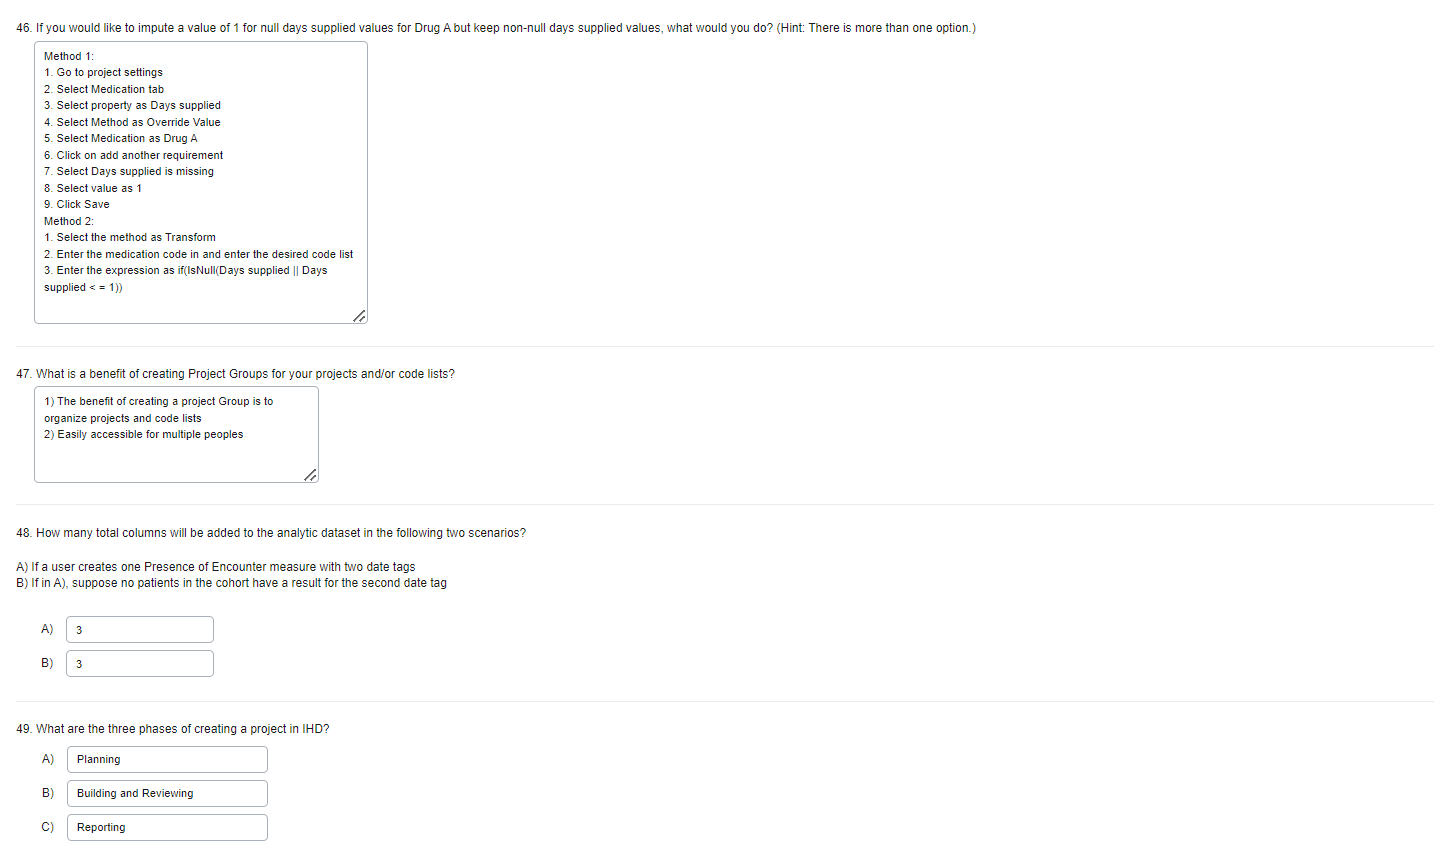 46. If you would like to impute a value of 1 for null days supplied values for Drug A but keep non-null days supplied values, what would you do? (Hint: There is more than one option.)
Method 1:
1. Go to project settings
2. Select Medication tab
3. Select property as Days supplied
4. Select Method as Override Value
5. Select Medication as Drug A
6. Click on add another requirement
7. Select Days supplied is missing
8. Select value as 1
9. Click Save
Method 2:
1. Select the method as Transform
2. Enter the medication code in and enter the desired code list
3. Enter the expression as if(IsNull(Days supplied || Days
supplied < = 1))
47. What is a benefit of creating Project Groups for your projects and/or code lists?
1) The benefit of creating a project Group is to
organize projects and code lists
2) Easily accessible for multiple peoples
48. How many total columns will be added to the analytic dataset in the following two scenarios?
A) If a user creates one Presence of Encounter measure with two date tags
B) If in A), suppose no patients in the cohort have a result for the second date tag
A) 3
B) 3
49. What are the three phases of creating a project in IHD?
A) Planning
B) Building and Reviewing
C) Reporting